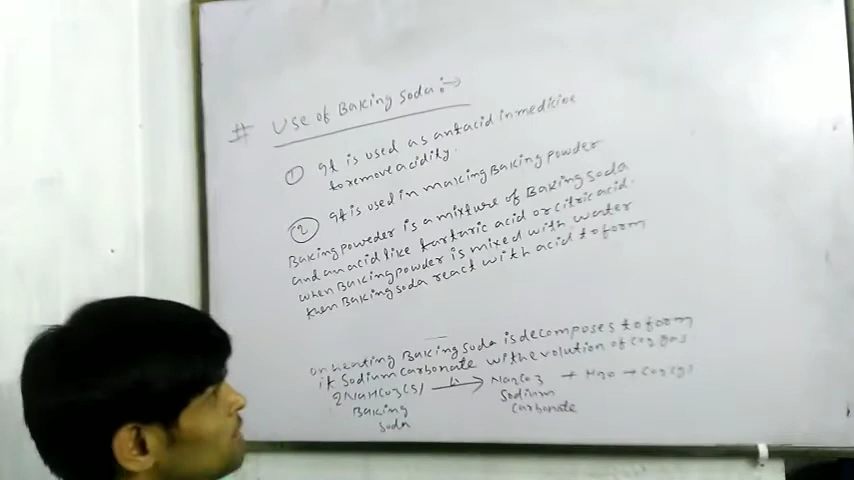 # Use of Baking Soda:→
① It is used as antacid in medicine
to remove acidity.
② It is used in making Baking powder
Baking poweder is a mixture of Baking Soda
and an acid like tartaric acid or citric acid.
when Baking powder is mixed with water
then Baking soda react with acid to form
on heating Baking Soda is decomposes to form
it Sodium carbonate with evolution of CO2 gas
2NaHCO3(s) Δ→ Na2CO3 + H2O + CO2(g)
Baking Sodium
Soda carbonate